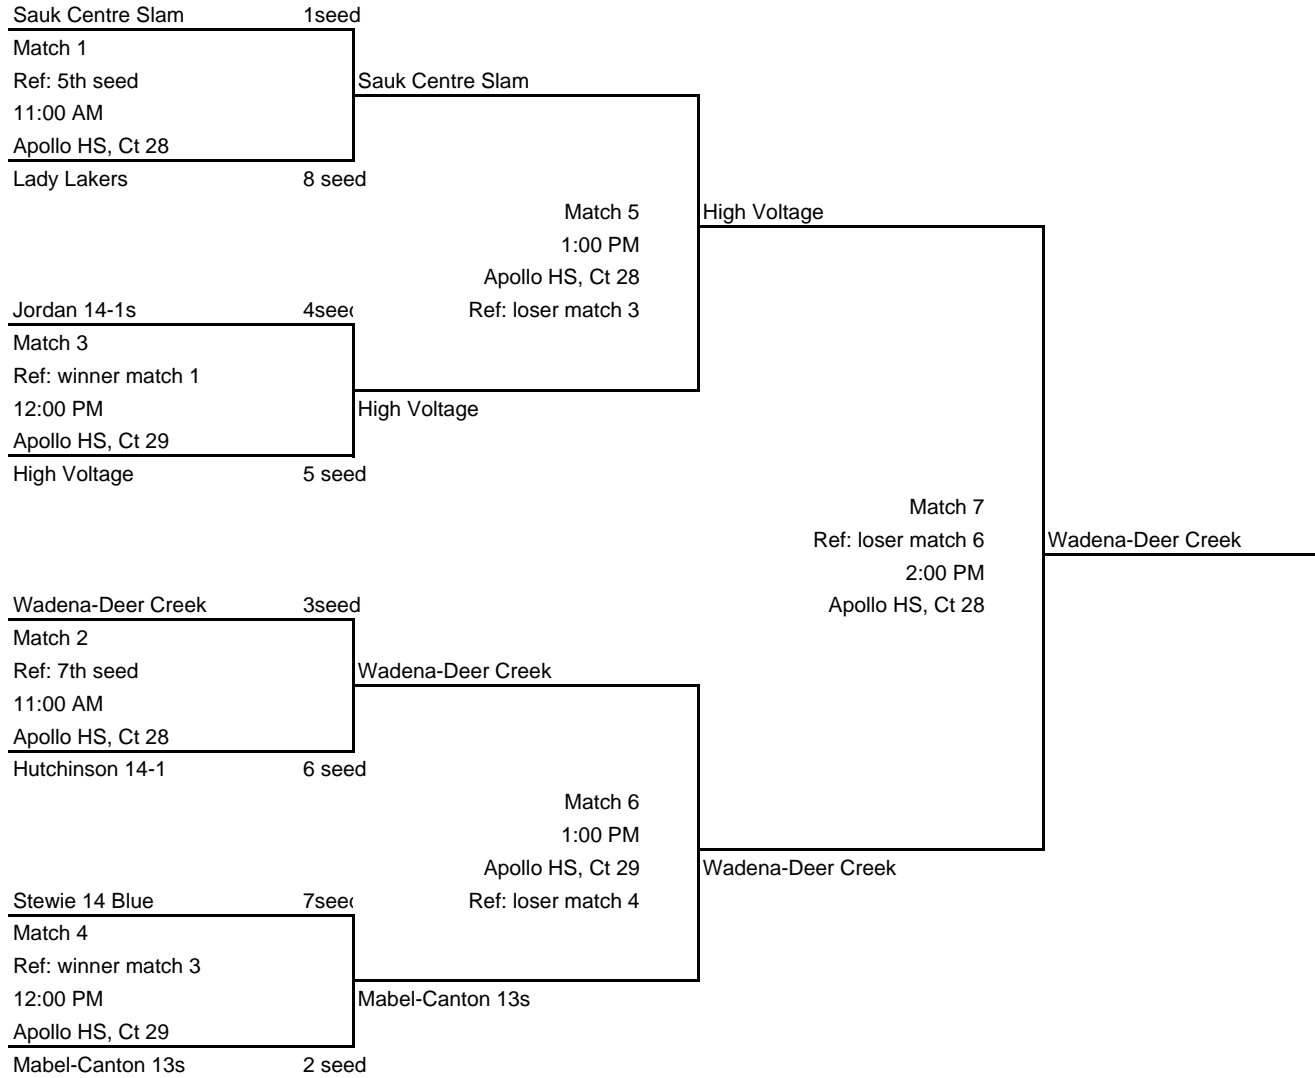 Sauk Centre Slam 1seed
Match 1
Ref: 5th seed
Sauk Centre Slam
11:00 AM
Apollo HS, Ct 28
Lady Lakers 8 seed
Match 5
High Voltage
1:00 PM
Apollo HS, Ct 28
Jordan 14-1s 4seed
Ref: loser match 3
Match 3
Ref: winner match 1
12:00 PM
High Voltage
Apollo HS, Ct 29
High Voltage 5 seed
Match 7
Ref: loser match 6
Wadena-Deer Creek
2:00 PM
Wadena-Deer Creek 3seed
Apollo HS, Ct 28
Match 2
Ref: 7th seed
Wadena-Deer Creek
11:00 AM
Apollo HS, Ct 28
Hutchinson 14-1 6 seed
Match 6
1:00 PM
Apollo HS, Ct 29
Wadena-Deer Creek
Stewie 14 Blue 7seed
Ref: loser match 4
Match 4
Ref: winner match 3
12:00 PM
Mabel-Canton 13s
Apollo HS, Ct 29
Mabel-Canton 13s 2 seed